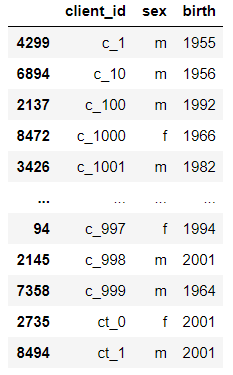 client_id sex birth
4299 c_1 m 1955
6894 c_10 m 1956
2137 c_100 m 1992
8472 c_1000 f 1966
3426 c_1001 m 1982
... ... ... ...
94 c_997 f 1994
2145 c_998 m 2001
7358 c_999 m 1964
2735 ct_0 f 2001
8494 ct_1 m 2001